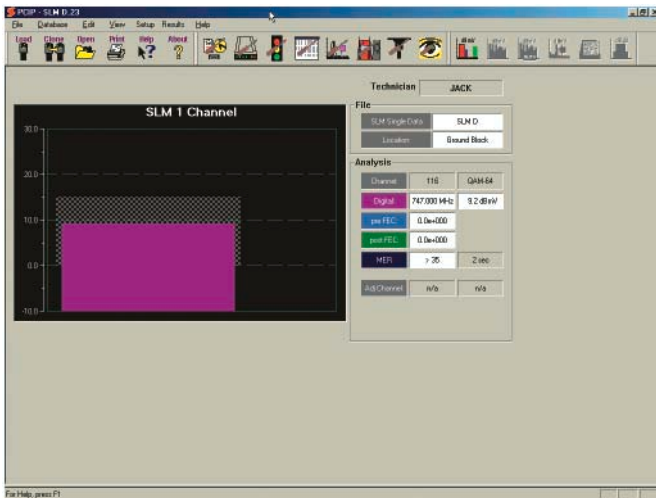 PCIP - SLM D.23
File Database Edit View Setup Results Help
Load Clone Open Print Help About
Technician JACK
SLM 1 Channel
30.0
20.0
10.0
0.0
-10.0
File
SLM Single Data SLM D
Location Ground Block
Analysis
Channel 116 QAM-64
Digital 747.000 MHz 9.2 dBmV
pre FEC: 0.0e+000
post FEC: 0.0e+000
MER > 35 2 sec
Adj Channel n/a n/a
For Help, press F1